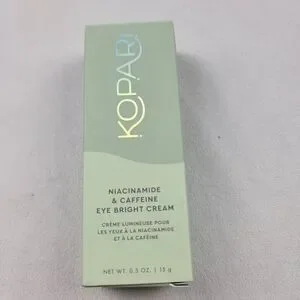 KOPARI
NIACINAMIDE
& CAFFEINE
EYE BRIGHT CREAM
CRÈME LUMINEUSE POUR
LES YEUX À LA NIACINAMIDE
ET À LA CAFÉINE
NET WT. 0.5 OZ. | 15 g